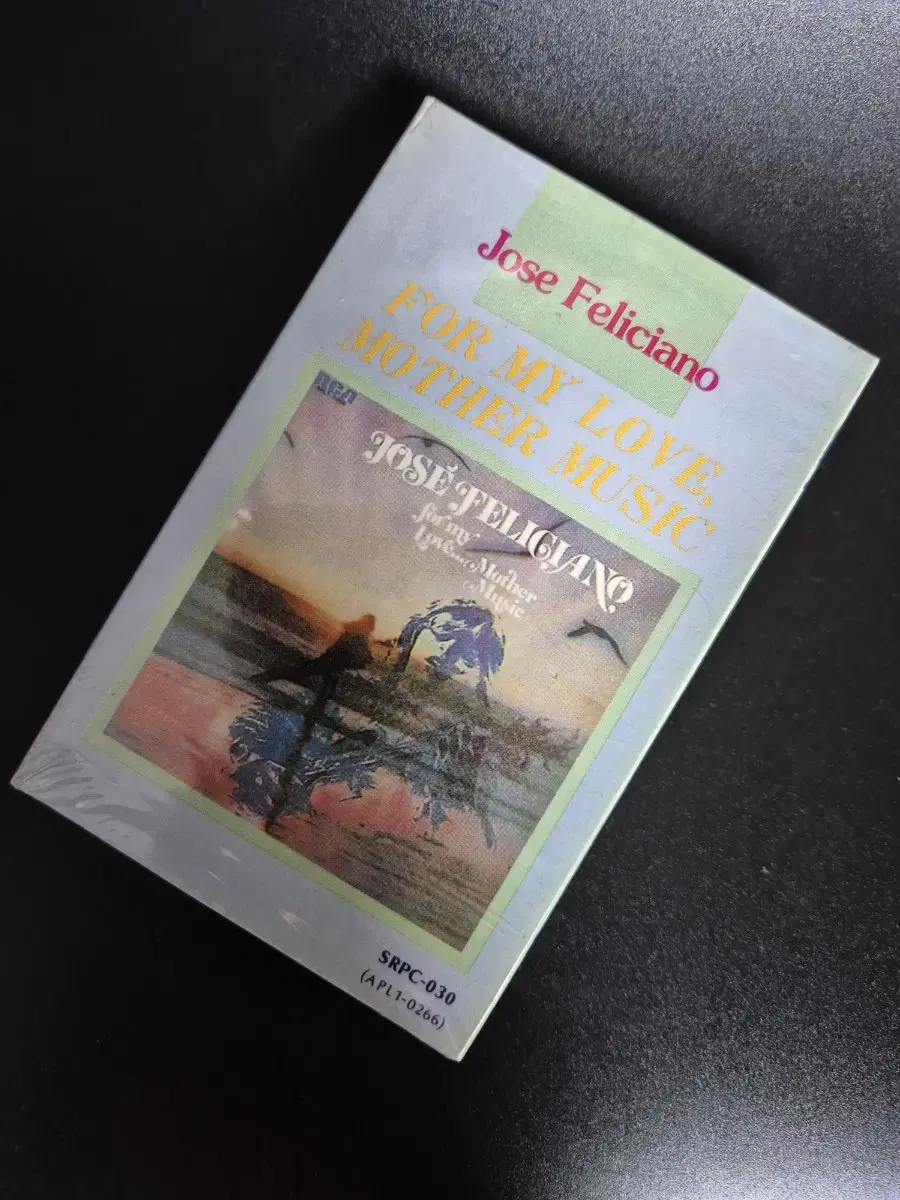 Jose Feliciano
FOR MY LOVE,
MOTHER MUSIC
RCA
JOSÉ FELICIANO
for my
Love...Mother
Music
SRPC-030
(APL1-0266)